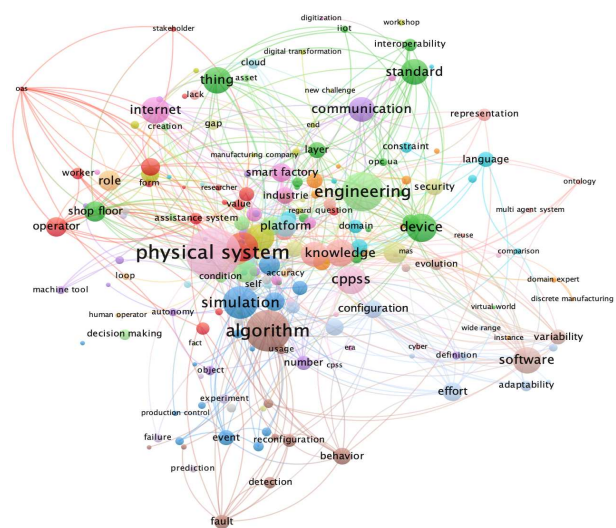 digitization
workshop
stakeholder
iiot
interoperability
digital transformation
cloud
thing
asset
standard
oas
lack
new challenge
internet
communication
creation
representation
gap
end
manufacturing company
layer
constraint
language
opc ua
smart factory
worker
role
form
researcher
industrie
engineering
security
ontology
value
shop floor
regard
question
multi agent system
assistance system
operator
platform
domain
device
reuse
physical system
knowledge
mas
comparison
condition
accuracy
evolution
loop
self
cppss
domain expert
machine tool
simulation
discrete manufacturing
autonomy
configuration
virtual world
human operator
decision making
algorithm
wide range
instance
variability
fact
usage
era
cyber
definition
software
number
cpss
object
effort
adaptability
experiment
production control
failure
event
reconfiguration
behavior
prediction
detection
fault